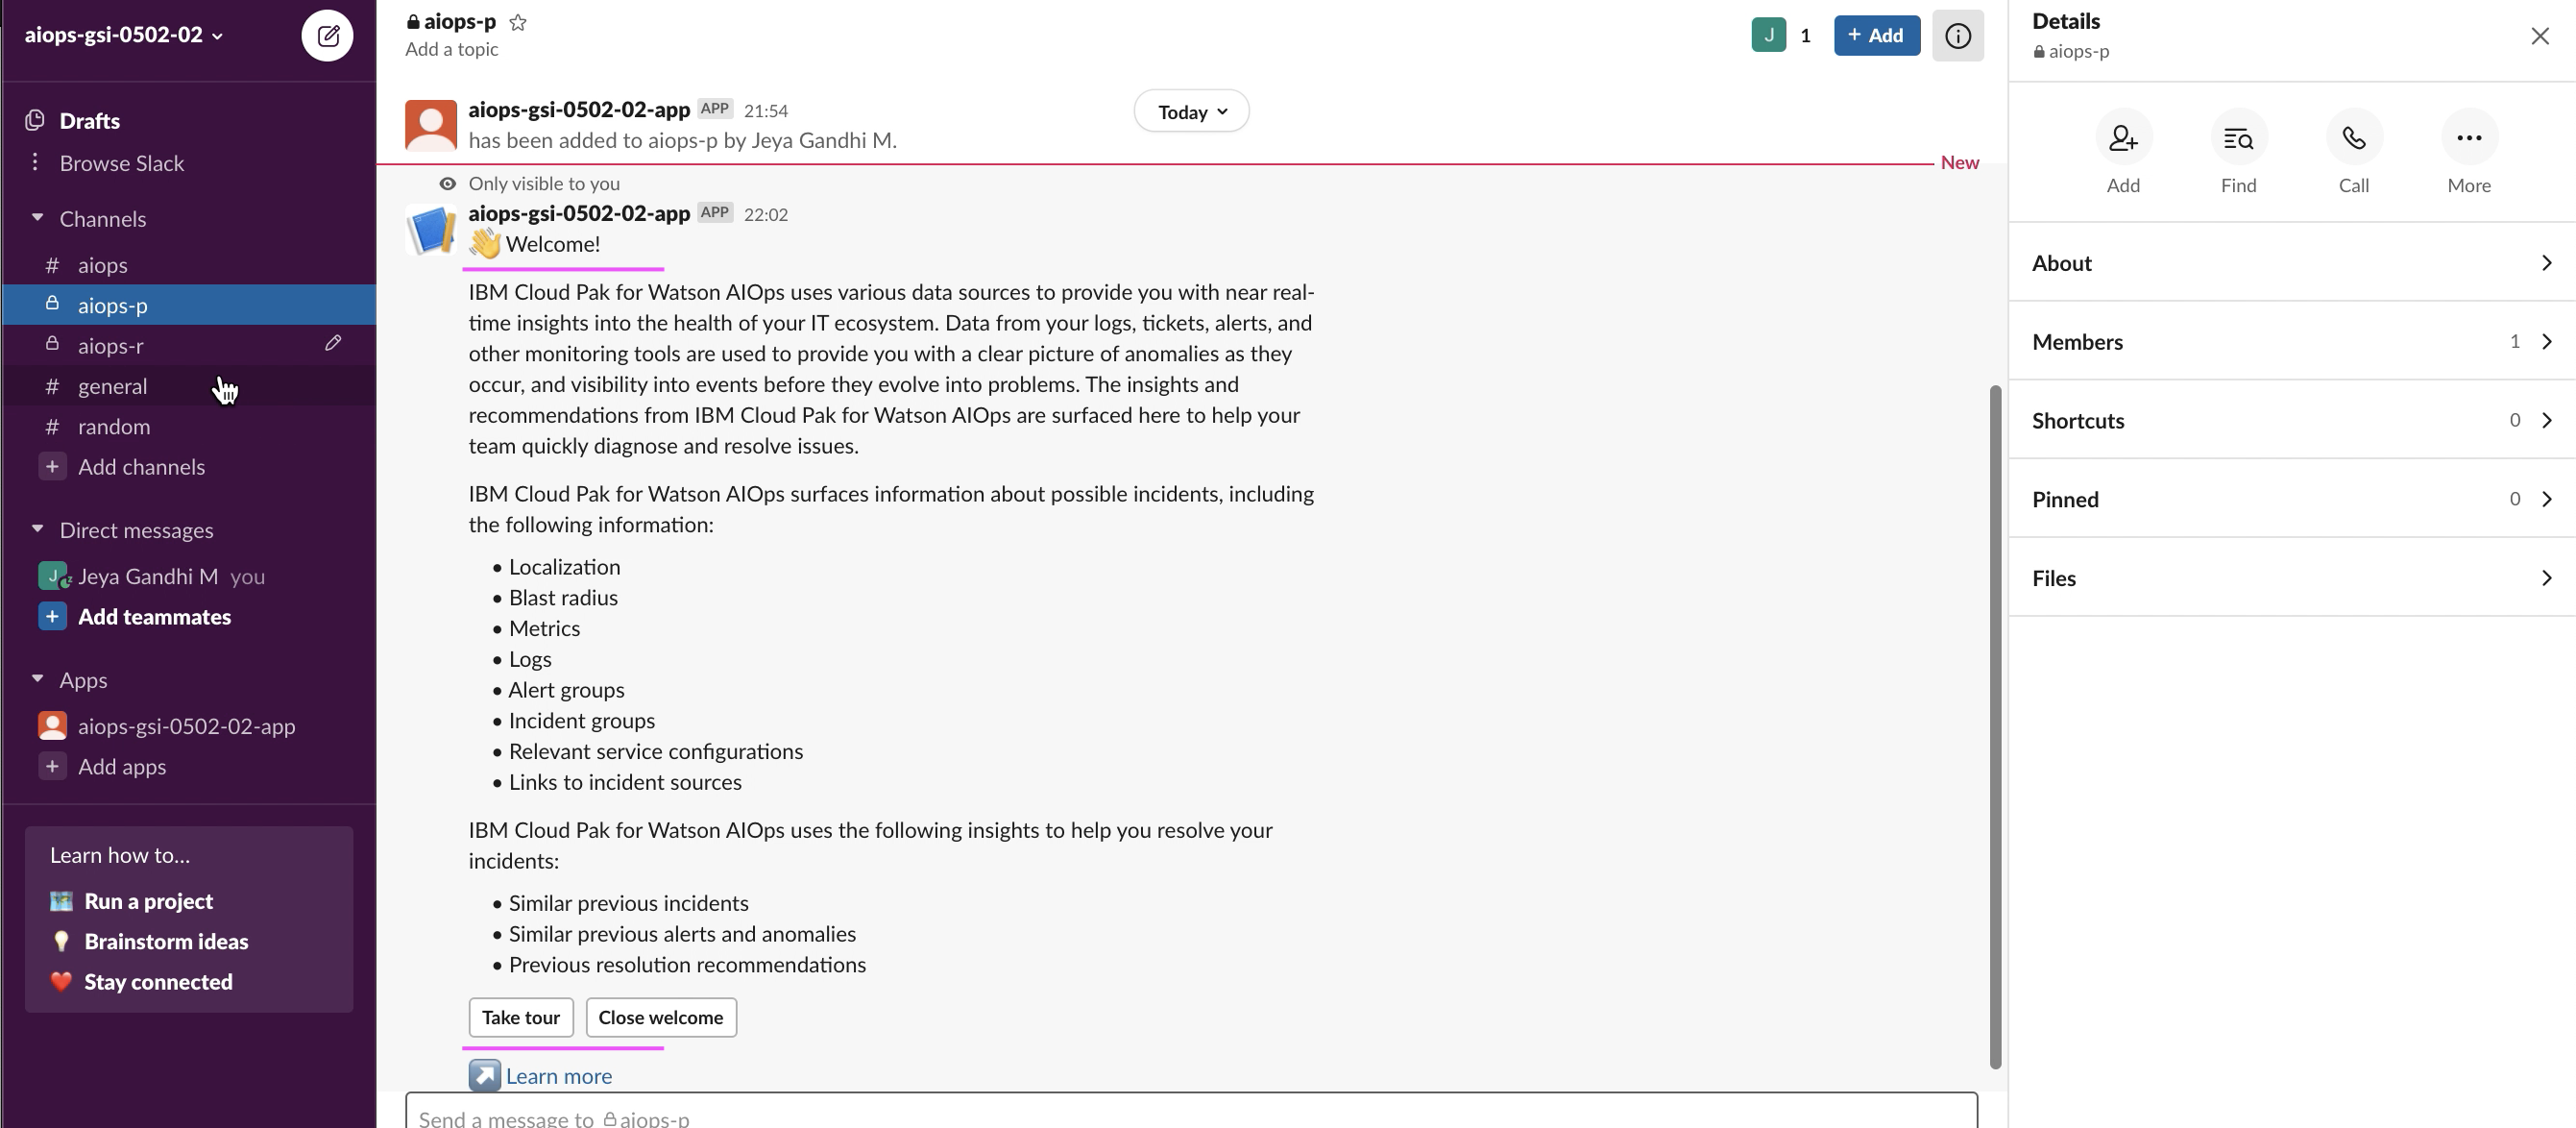 aiops-gsi-0502-02
Drafts
Browse Slack
Channels
# aiops
aiops-p
aiops-r
# general
# random
+ Add channels
Direct messages
J Jeya Gandhi M you
+ Add teammates
Apps
aiops-gsi-0502-02-app
+ Add apps
Learn how to...
Run a project
Brainstorm ideas
Stay connected
aiops-p
Add a topic
J 1
+ Add
aiops-gsi-0502-02-app APP 21:54
has been added to aiops-p by Jeya Gandhi M.
Today
New
Only visible to you
aiops-gsi-0502-02-app APP 22:02
👋 Welcome!
IBM Cloud Pak for Watson AIOps uses various data sources to provide you with near real-
time insights into the health of your IT ecosystem. Data from your logs, tickets, alerts, and
other monitoring tools are used to provide you with a clear picture of anomalies as they
occur, and visibility into events before they evolve into problems. The insights and
recommendations from IBM Cloud Pak for Watson AIOps are surfaced here to help your
team quickly diagnose and resolve issues.
IBM Cloud Pak for Watson AIOps surfaces information about possible incidents, including
the following information:
• Localization
• Blast radius
• Metrics
• Logs
• Alert groups
• Incident groups
• Relevant service configurations
• Links to incident sources
IBM Cloud Pak for Watson AIOps uses the following insights to help you resolve your
incidents:
• Similar previous incidents
• Similar previous alerts and anomalies
• Previous resolution recommendations
Take tour
Close welcome
Learn more
Send a message to aiops-p
Details
aiops-p
Add
Find
Call
More
About
Members 1
Shortcuts 0
Pinned 0
Files